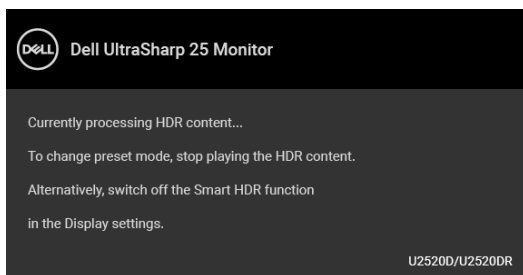 DELL
Dell UltraSharp 25 Monitor
Currently processing HDR content...
To change preset mode, stop playing the HDR content.
Alternatively, switch off the Smart HDR function
in the Display settings.
U2520D/U2520DR